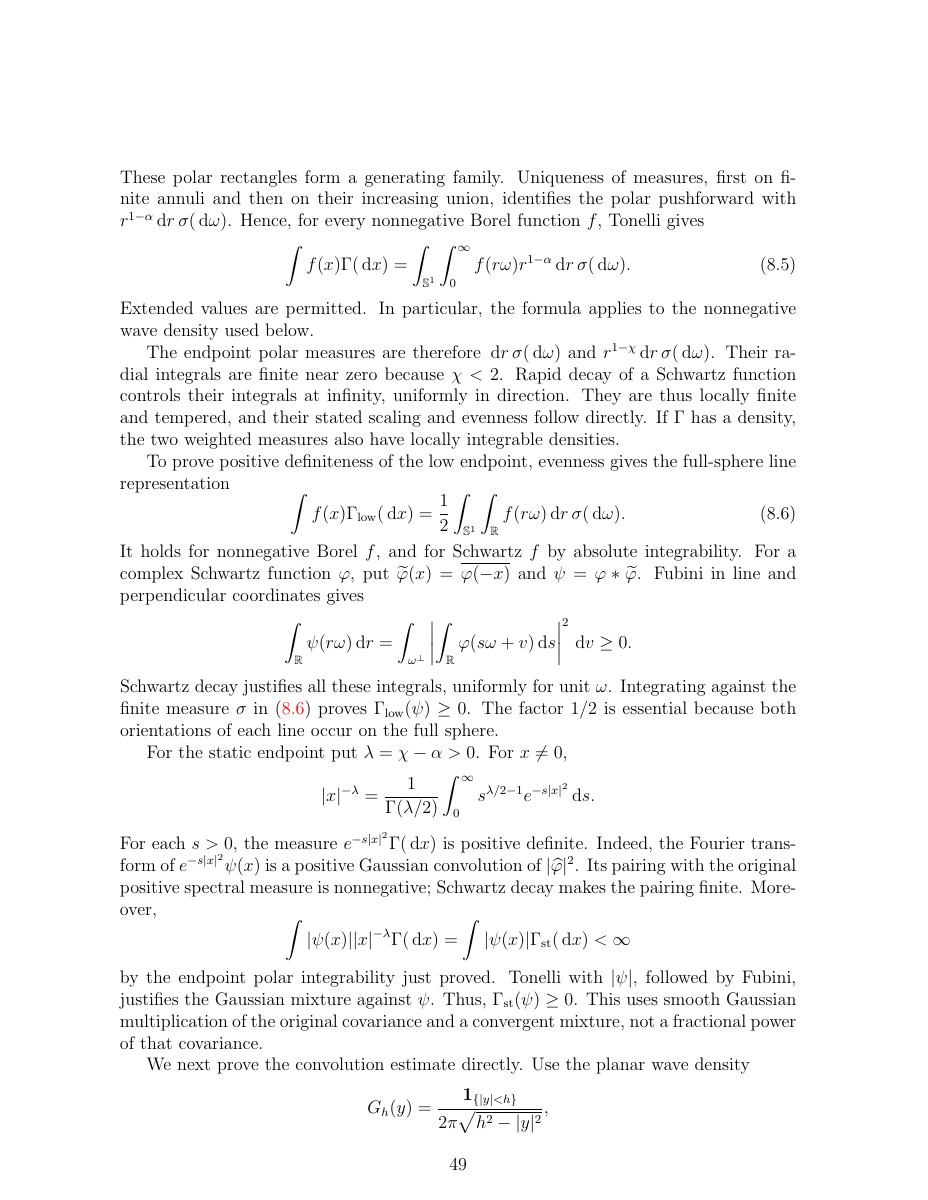 These polar rectangles form a generating family. Uniqueness of measures, first on fi-
nite annuli and then on their increasing union, identifies the polar pushforward with
r^{1−α} dr σ( dω). Hence, for every nonnegative Borel function f, Tonelli gives
∫ f(x)Γ( dx) = ∫_{𝕊^1} ∫_0^∞ f(rω)r^{1−α} dr σ( dω). (8.5)
Extended values are permitted. In particular, the formula applies to the nonnegative
wave density used below.
The endpoint polar measures are therefore dr σ( dω) and r^{1−χ} dr σ( dω). Their ra-
dial integrals are finite near zero because χ < 2. Rapid decay of a Schwartz function
controls their integrals at infinity, uniformly in direction. They are thus locally finite
and tempered, and their stated scaling and evenness follow directly. If Γ has a density,
the two weighted measures also have locally integrable densities.
To prove positive definiteness of the low endpoint, evenness gives the full-sphere line
representation
∫ f(x)Γ_{low}( dx) = \frac{1}{2} ∫_{𝕊^1} ∫_ℝ f(rω) dr σ( dω). (8.6)
It holds for nonnegative Borel f, and for Schwartz f by absolute integrability. For a
complex Schwartz function φ, put \widetilde{φ}(x) = \overline{φ(−x)} and ψ = φ ∗ \widetilde{φ}. Fubini in line and
perpendicular coordinates gives
∫_ℝ ψ(rω) dr = ∫_{ω^⊥} |∫_ℝ φ(sω + v) ds|^2 dv ≥ 0.
Schwartz decay justifies all these integrals, uniformly for unit ω. Integrating against the
finite measure σ in (8.6) proves Γ_{low}(ψ) ≥ 0. The factor 1/2 is essential because both
orientations of each line occur on the full sphere.
For the static endpoint put λ = χ − α > 0. For x ≠ 0,
|x|^{−λ} = \frac{1}{Γ(λ/2)} ∫_0^∞ s^{λ/2−1}e^{−s|x|^2} ds.
For each s > 0, the measure e^{−s|x|^2}Γ( dx) is positive definite. Indeed, the Fourier trans-
form of e^{−s|x|^2}ψ(x) is a positive Gaussian convolution of |\widehat{φ}|^2. Its pairing with the original
positive spectral measure is nonnegative; Schwartz decay makes the pairing finite. More-
over,
∫ |ψ(x)||x|^{−λ}Γ( dx) = ∫ |ψ(x)|Γ_{st}( dx) < ∞
by the endpoint polar integrability just proved. Tonelli with |ψ|, followed by Fubini,
justifies the Gaussian mixture against ψ. Thus, Γ_{st}(ψ) ≥ 0. This uses smooth Gaussian
multiplication of the original covariance and a convergent mixture, not a fractional power
of that covariance.
We next prove the convolution estimate directly. Use the planar wave density
G_h(y) = \frac{\mathbf{1}_{\{|y|<h\}}}{2π\sqrt{h^2 − |y|^2}},
49